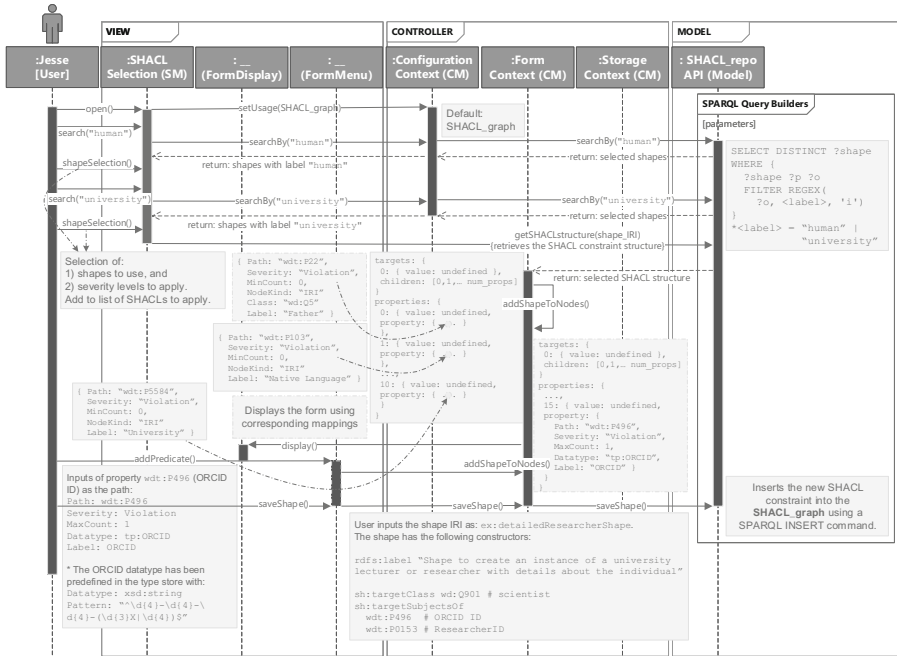 VIEW
CONTROLLER
MODEL
:Jesse
[User]
:SHACL
Selection (SM)
: __
(FormDisplay)
: __
(FormMenu)
:Configuration
Context (CM)
:Form
Context (CM)
:Storage
Context (CM)
: SHACL_repo
API (Model)
SPARQL Query Builders
[parameters]
open()
setUsage(SHACL_graph)
Default:
SHACL_graph
search("human")
searchBy("human")
searchBy("human")
return: selected shapes
return: shapes with label "human"
shapeSelection()
search("university")
searchBy("university")
searchBy("university")
return: selected shapes
return: shapes with label "university"
shapeSelection()
getSHACLstructure(shape_IRI)
(retrieves the SHACL constraint structure)
SELECT DISTINCT ?shape
WHERE {
?shape ?p ?o
FILTER REGEX(
?o, <label>, 'i')
}
*<label> = "human" |
"university"
Selection of:
1) shapes to use, and
2) severity levels to apply.
Add to list of SHACLs to apply.
{ Path: "wdt:P22",
Severity: "Violation",
MinCount: 0,
NodeKind: "IRI"
Class: "wd:Q5"
Label: "Father" }
targets: {
0: { value: undefined },
children: [0,1,… num_props]
}
properties: {
0: { value: undefined,
property: { … }
},
1: { value: undefined,
property: { … }
},
...,
10: { value: undefined,
property: { … }
}
}
return: selected SHACL structure
addShapeToNodes()
{ Path: "wdt:P103",
Severity: "Violation",
MinCount: 0,
NodeKind: "IRI"
Label: "Native Language" }
targets: {
0: { value: undefined },
children: [0,1,… num_props]
}
properties: {
...,
15: { value: undefined,
property: {
Path: "wdt:P496",
Severity: "Violation",
MaxCount: 1,
Datatype: "tp:ORCID",
Label: "ORCID" }
}
}
{ Path: "wdt:P5584",
Severity: "Violation",
MinCount: 0,
NodeKind: "IRI"
Label: "University" }
Displays the form using
corresponding mappings
display()
addPredicate()
addShapeToNodes()
Inputs of property wdt:P496 (ORCID
ID) as the path:
Path: wdt:P496
Severity: Violation
MaxCount: 1
Datatype: tp:ORCID
Label: ORCID
* The ORCID datatype has been
predefined in the type store with:
Datatype: xsd:string
Pattern: "^\d{4}-\d{4}-\
d{4}-(\d{3}X|\d{4})$"
saveShape()
saveShape()
saveShape()
Inserts the new SHACL
constraint into the
SHACL_graph using a
SPARQL INSERT command.
User inputs the shape IRI as: ex:detailedResearcherShape.
The shape has the following constructors:
rdfs:label "Shape to create an instance of a university
lecturer or researcher with details about the individual"
sh:targetClass wd:Q901 # scientist
sh:targetSubjectsOf
wdt:P496 # ORCID ID
wdt:P0153 # ResearcherID